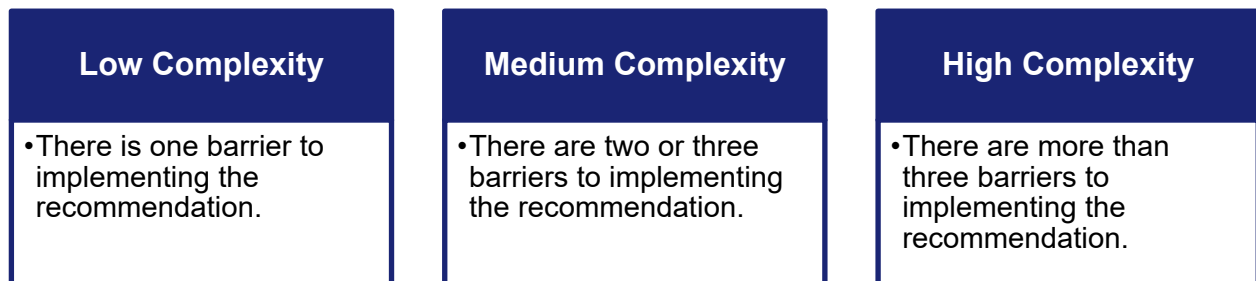 Low Complexity
•There is one barrier to
implementing the
recommendation.
Medium Complexity
•There are two or three
barriers to implementing
the recommendation.
High Complexity
•There are more than
three barriers to
implementing the
recommendation.